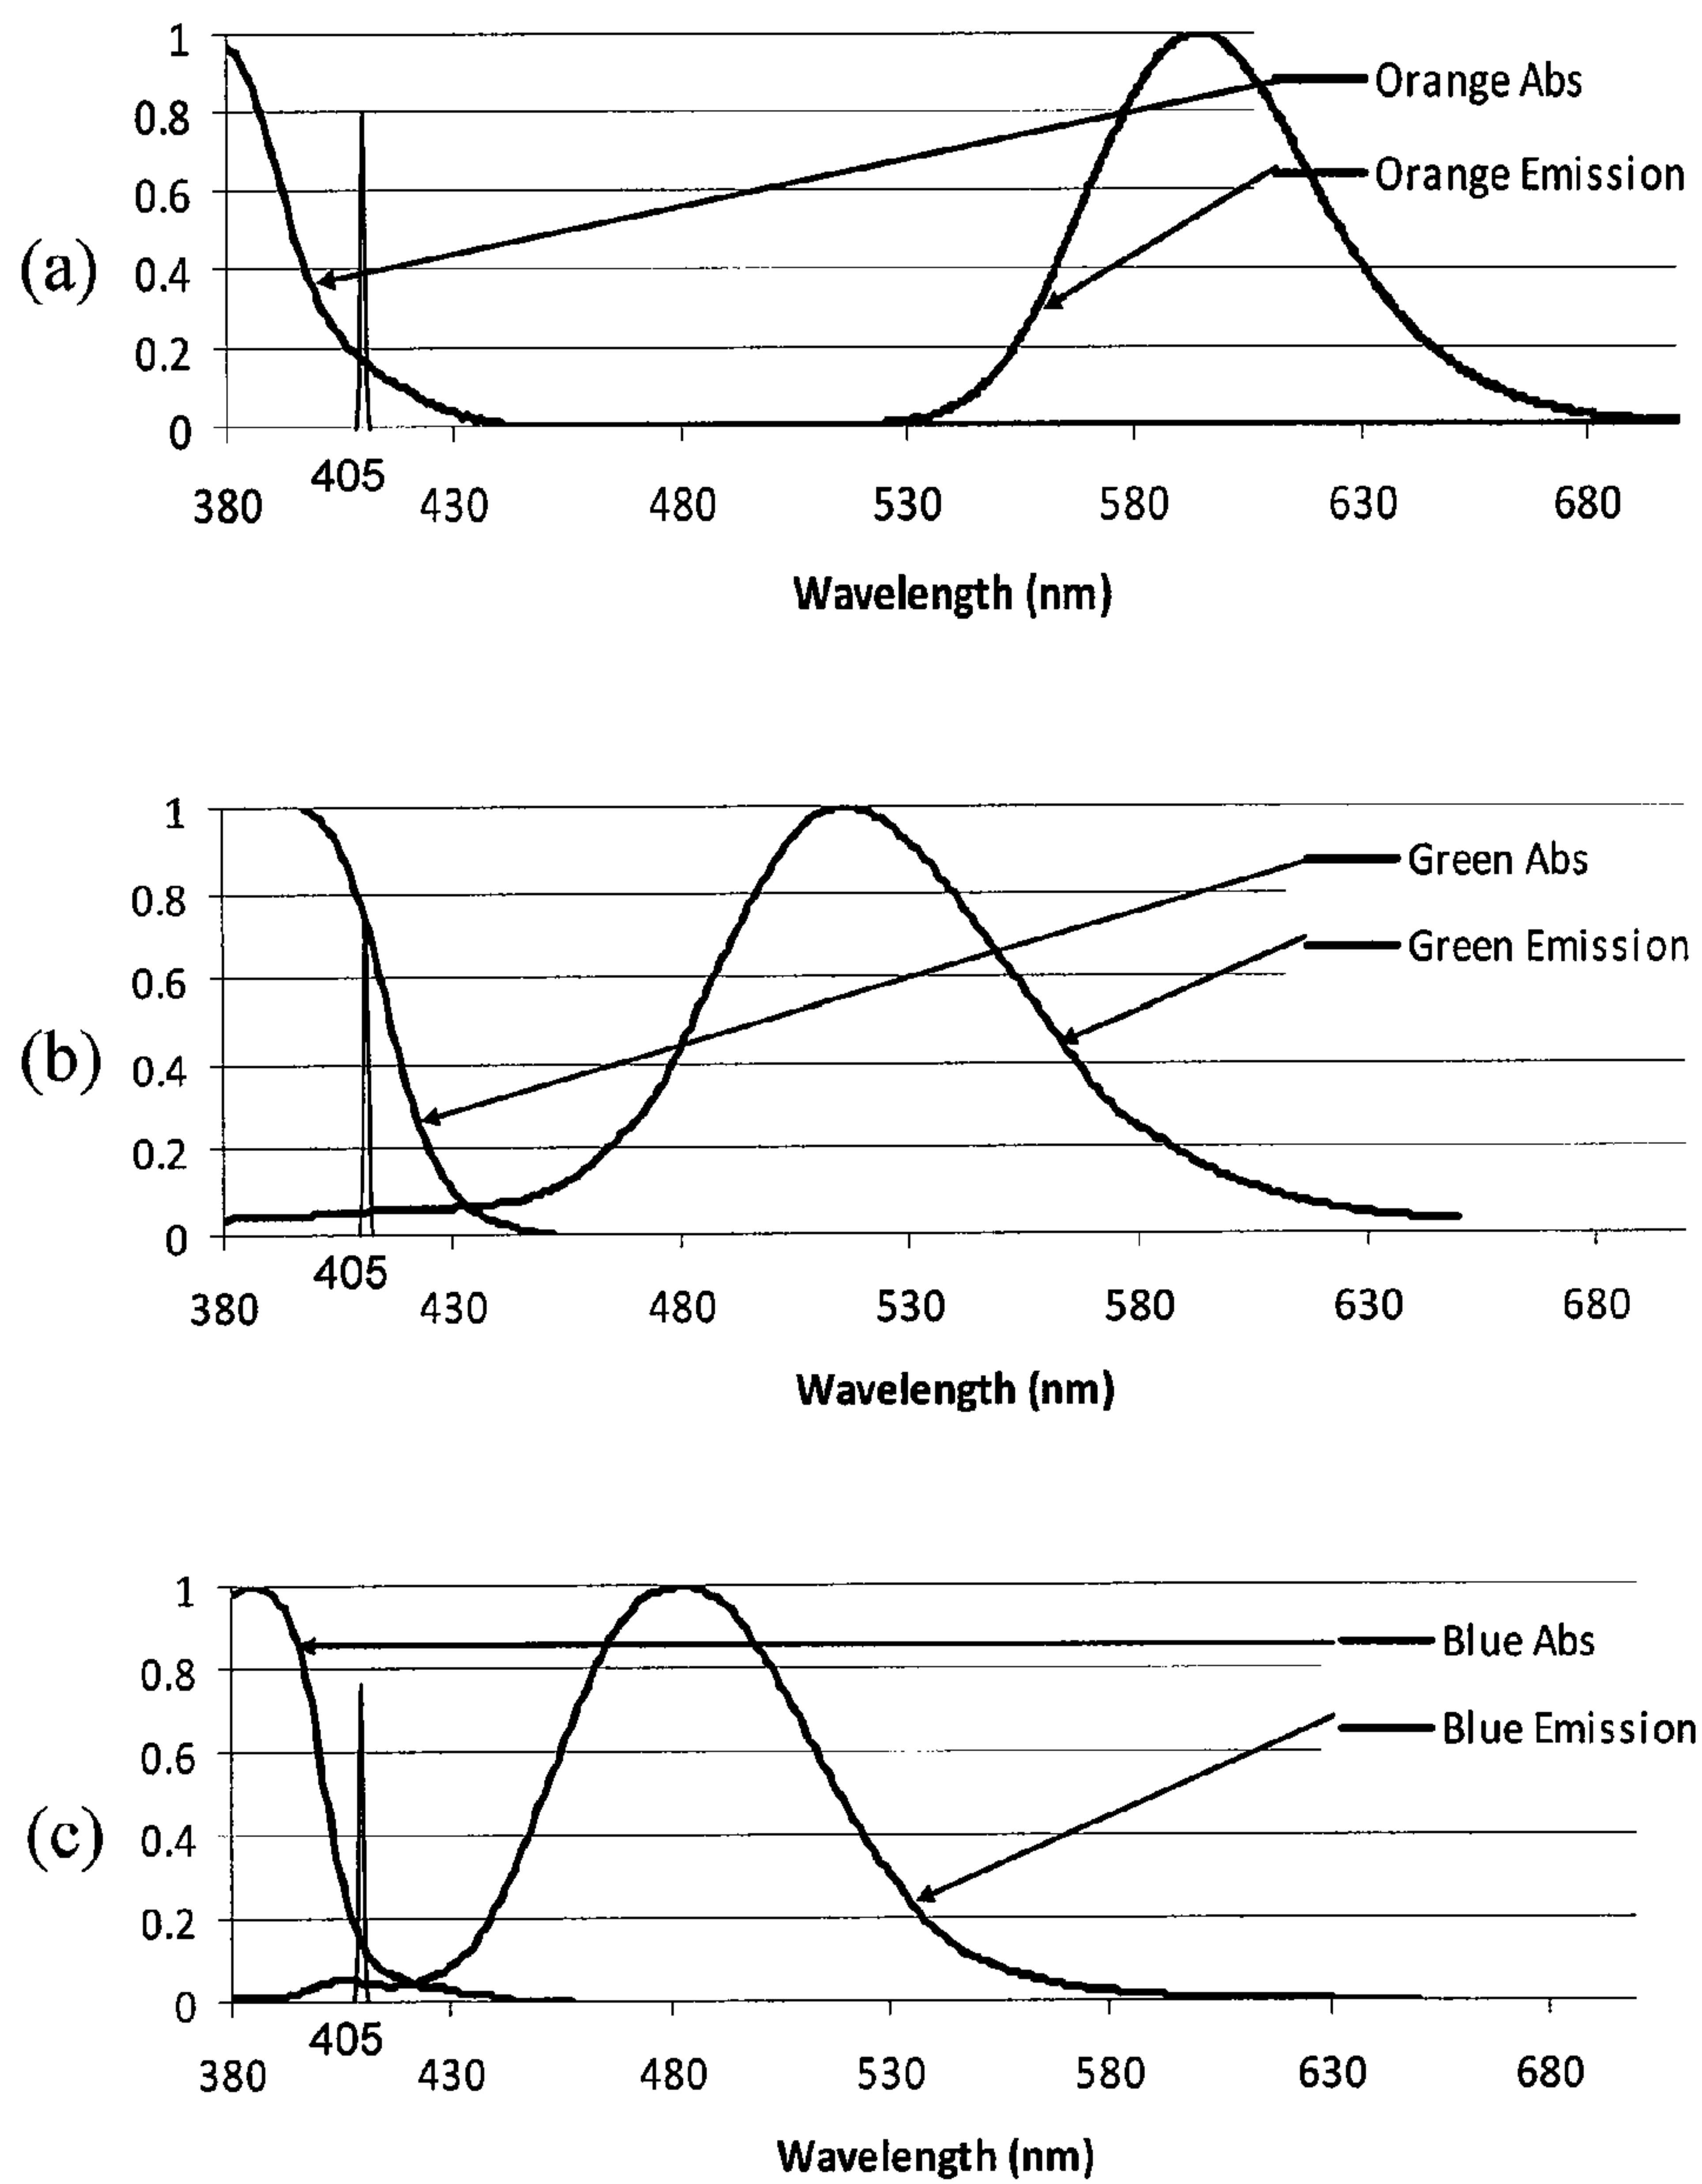 (a)
1
0.8
0.6
0.4
0.2
0
Orange Abs
Orange Emission
405
380 430 480 530 580 630 680
Wavelength (nm)
(b)
1
0.8
0.6
0.4
0.2
0
Green Abs
Green Emission
405
380 430 480 530 580 630 680
Wavelength (nm)
(c)
1
0.8
0.6
0.4
0.2
0
Blue Abs
Blue Emission
405
380 430 480 530 580 630 680
Wavelength (nm)